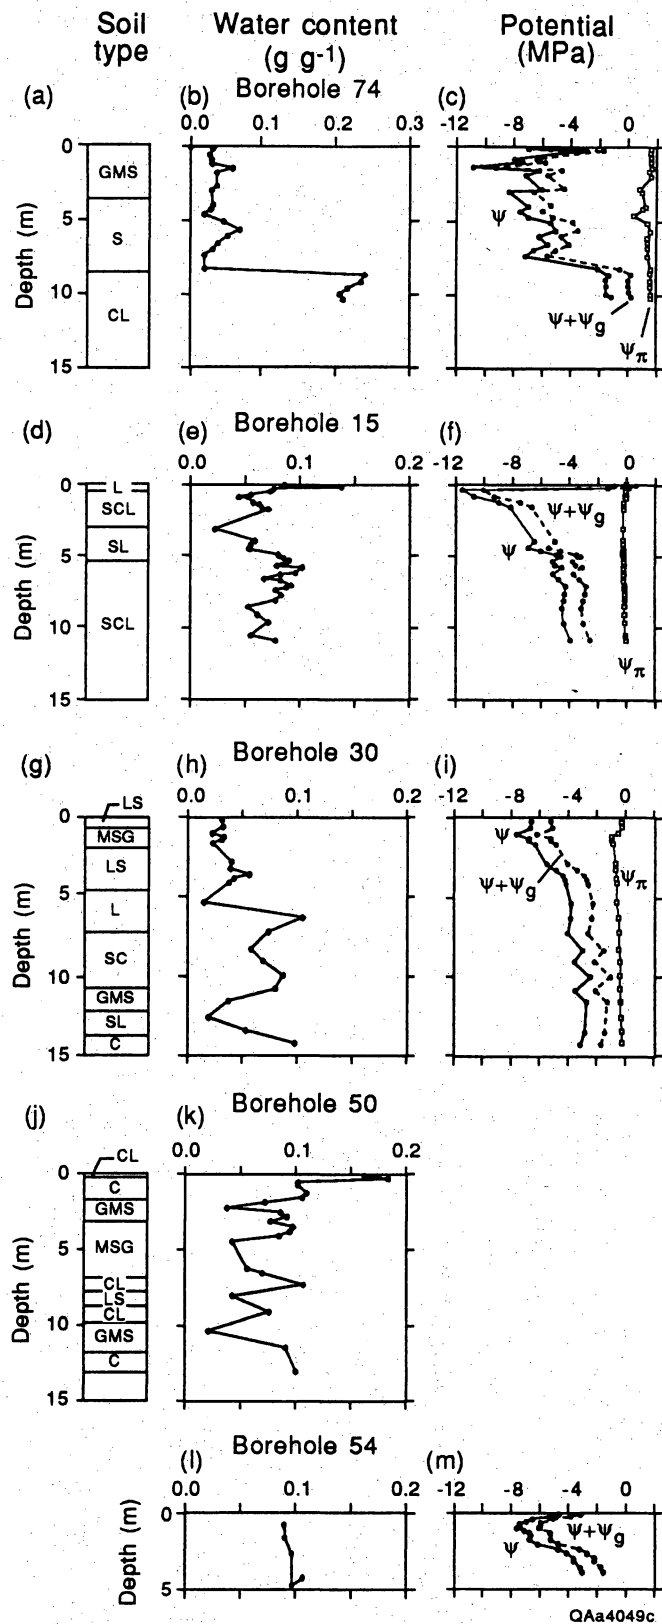 Soil type Water content (g g-1) Potential (MPa)
(a) (b) Borehole 74 (c)
0.0 0.1 0.2 0.3 -12 -8 -4 0
0
GMS
5
S
ψ
10
CL
ψ+ψg
ψπ
15
Depth (m)
(d) (e) Borehole 15 (f)
0.0 0.1 0.2 -12 -8 -4 0
0
L
SCL
ψ+ψg
SL
ψ
5
SCL
10
ψπ
15
Depth (m)
(g) (h) Borehole 30 (i)
0.0 0.1 0.2 -12 -8 -4 0
LS
0
MSG
ψ
LS
ψ+ψg
ψπ
5
L
SC
10
GMS
SL
C
15
Depth (m)
(j) (k) Borehole 50
0.0 0.1 0.2
CL
0
C
GMS
MSG
5
CL
LS
CL
10
GMS
C
15
Depth (m)
(l) Borehole 54 (m)
0.0 0.1 0.2 -12 -8 -4 0
0
ψ+ψg
ψ
5
Depth (m)
QAa4049c